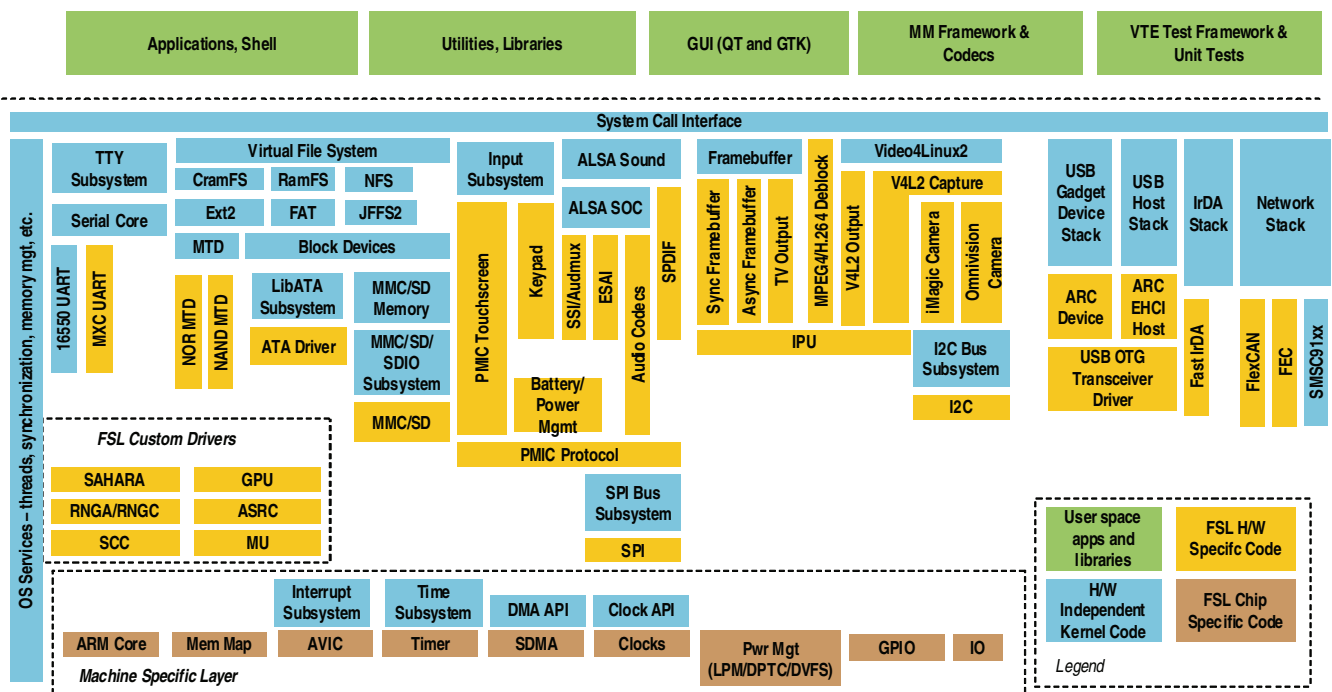 Applications, Shell
Utilities, Libraries
GUI (QT and GTK)
MM Framework &
Codecs
VTE Test Framework &
Unit Tests
System Call Interface
OS Services – threads, synchronization, memory mgt, etc.
TTY
Subsystem
Serial Core
16550 UART
MXC UART
Virtual File System
CramFS
RamFS
NFS
Ext2
FAT
JFFS2
MTD
Block Devices
NOR MTD
NAND MTD
LibATA
Subsystem
ATA Driver
MMC/SD
Memory
MMC/SD/
SDIO
Subsystem
MMC/SD
Input
Subsystem
PMIC Touchscreen
Keypad
Battery/
Power
Mgmt
ALSA Sound
ALSA SOC
SSI/Audmux
ESAI
Audio Codecs
SPDIF
PMIC Protocol
SPI Bus
Subsystem
SPI
Framebuffer
Sync Framebuffer
Async Framebuffer
TV Output
MPEG4/H.264 Deblock
Video4Linux2
V4L2 Output
V4L2 Capture
iMagic Camera
Omnivision
Camera
IPU
I2C Bus
Subsystem
I2C
USB
Gadget
Device
Stack
USB
Host
Stack
IrDA
Stack
Network
Stack
ARC
Device
ARC
EHCI
Host
USB OTG
Transceiver
Driver
Fast IrDA
FlexCAN
FEC
SMSC91xx
FSL Custom Drivers
SAHARA
GPU
RNGA/RNGC
ASRC
SCC
MU
Interrupt
Subsystem
Time
Subsystem
DMA API
Clock API
ARM Core
Mem Map
AVIC
Timer
SDMA
Clocks
Pwr Mgt
(LPM/DPTC/DVFS)
GPIO
IO
Machine Specific Layer
User space
apps and
libraries
FSL H/W
Specifc Code
H/W
Independent
Kernel Code
FSL Chip
Specific Code
Legend